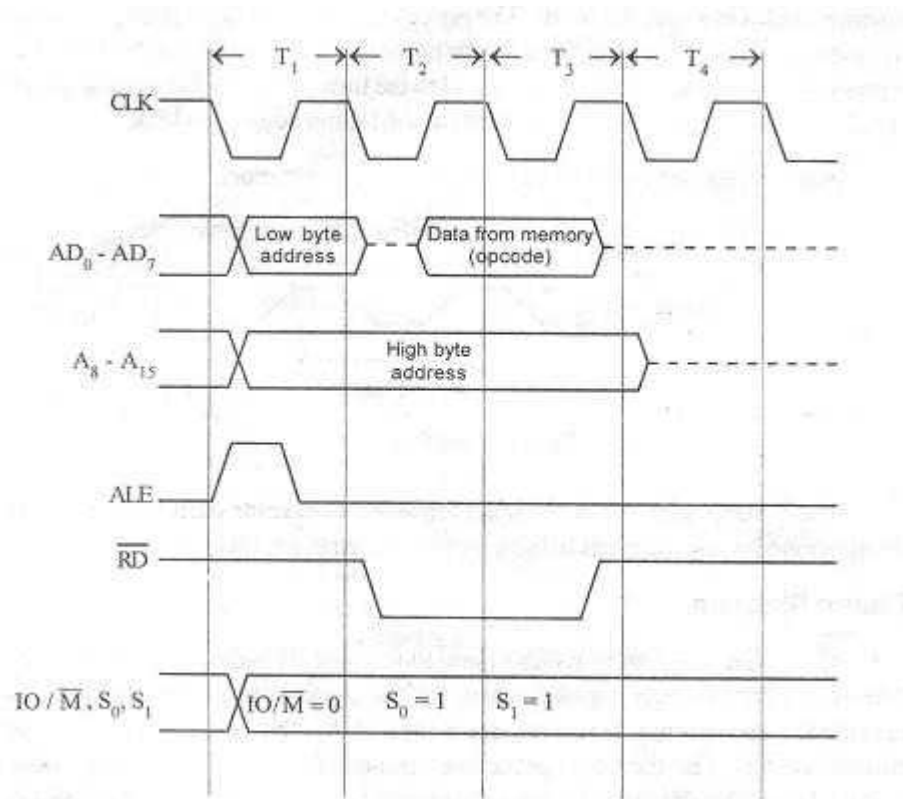 T1 T2 T3 T4
CLK
AD0 - AD7
Low byte address
Data from memory (opcode)
A8 - A15
High byte address
ALE
R̅D̅
IO / M̅ , S0, S1
IO/M̅ = 0 S0 = 1 S1 = 1